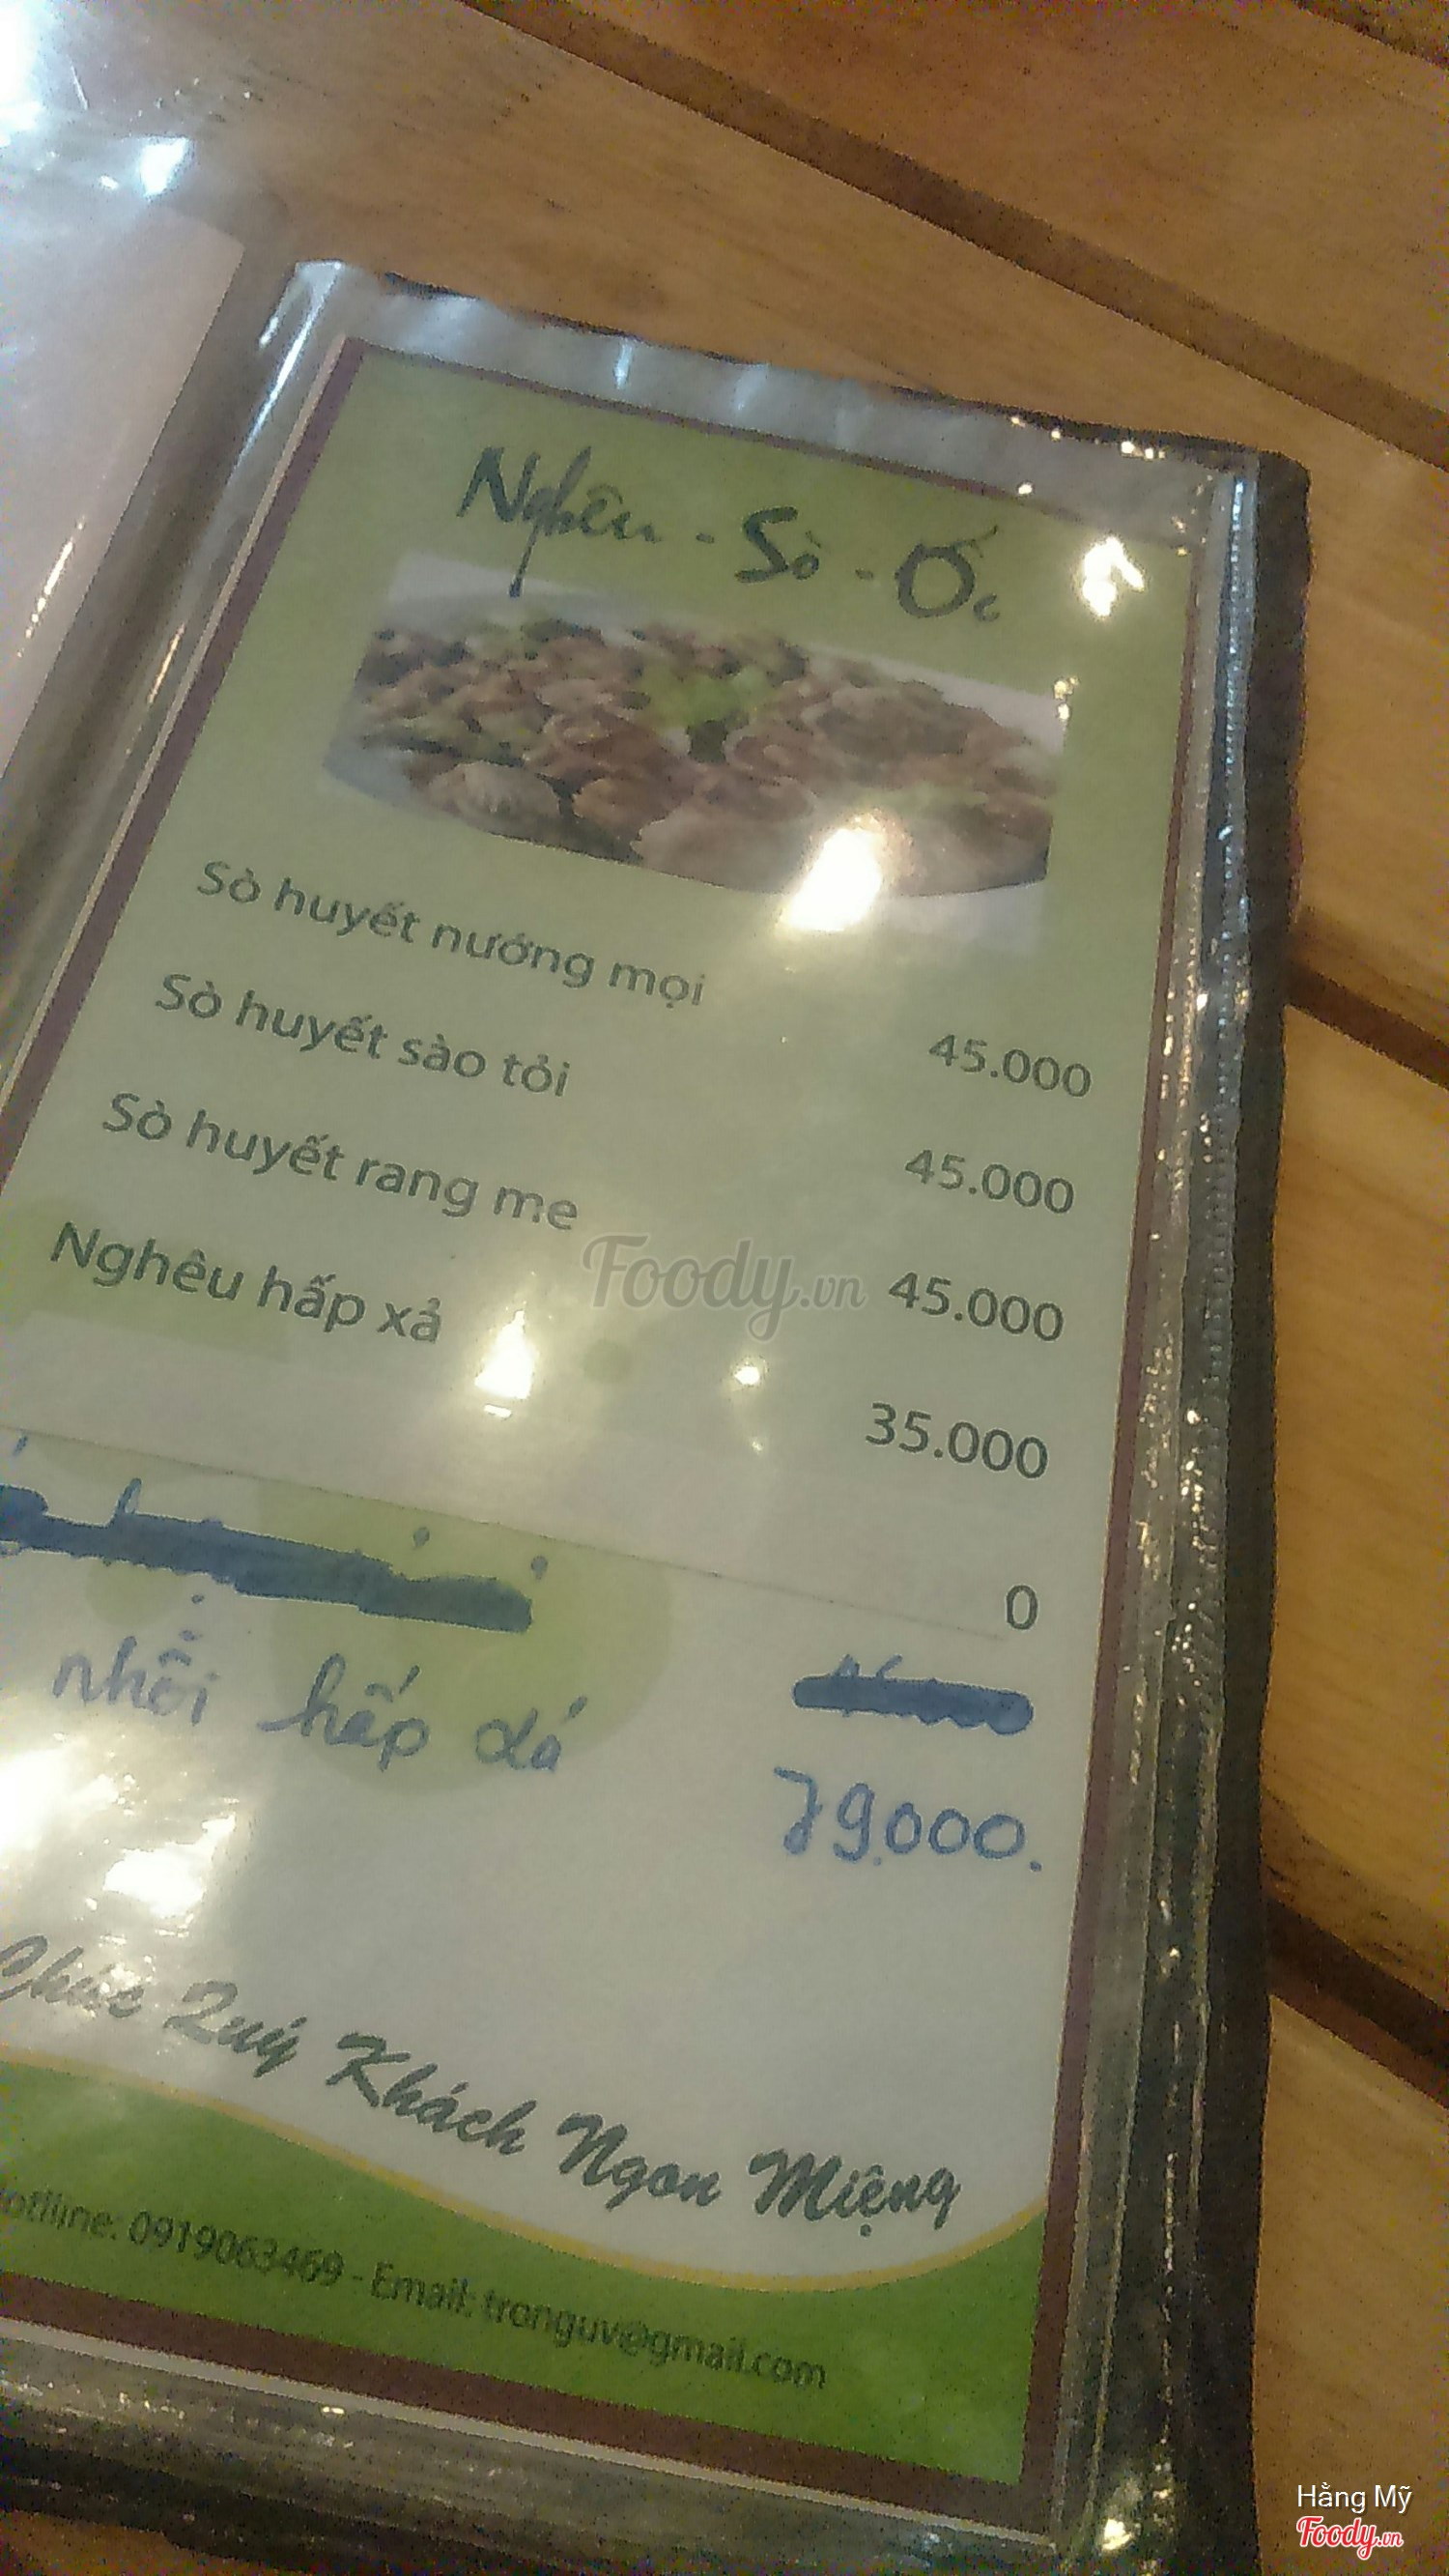 Nghêu - Sò - Ốc
Sò huyết nướng mọi 45.000
Sò huyết sào tỏi 45.000
Sò huyết rang me 45.000
Nghêu hấp xả 35.000
0
nhồi hấp lá 79.000.
Chúc Quý Khách Ngon Miệng
otline: 0919063469 - Email: tronguv@gmail.com
Foody.vn
Hằng Mỹ
Foody.vn